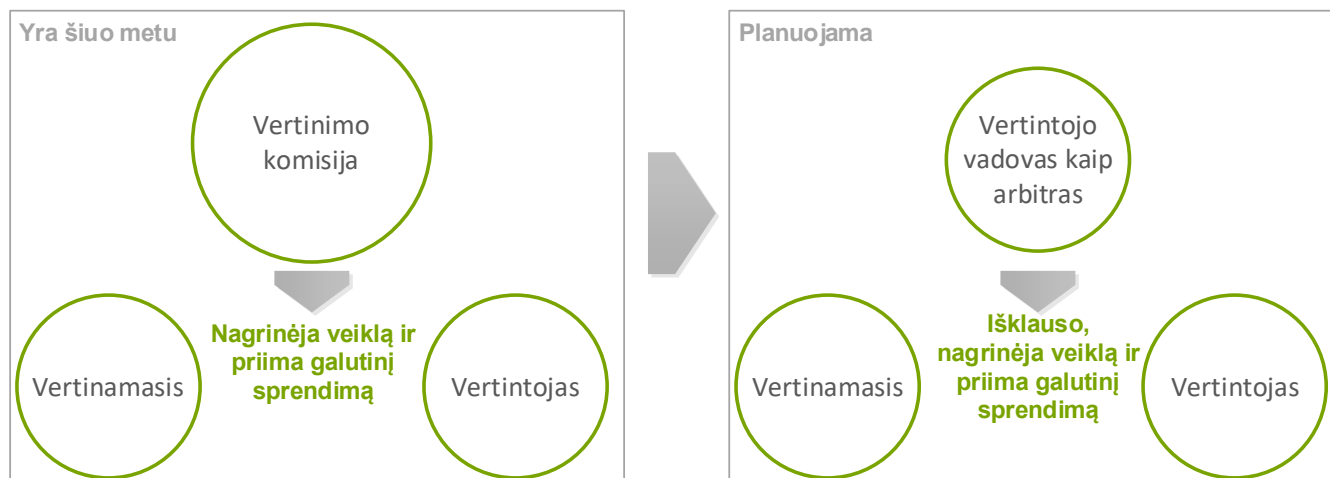 Yra šiuo metu
Vertinimo
komisija
Nagrinėja veiklą ir
priima galutinį
sprendimą
Vertinamasis
Vertintojas
Planuojama
Vertintojo
vadovas kaip
arbitras
Išklauso,
nagrinėja veiklą ir
priima galutinį
sprendimą
Vertinamasis
Vertintojas